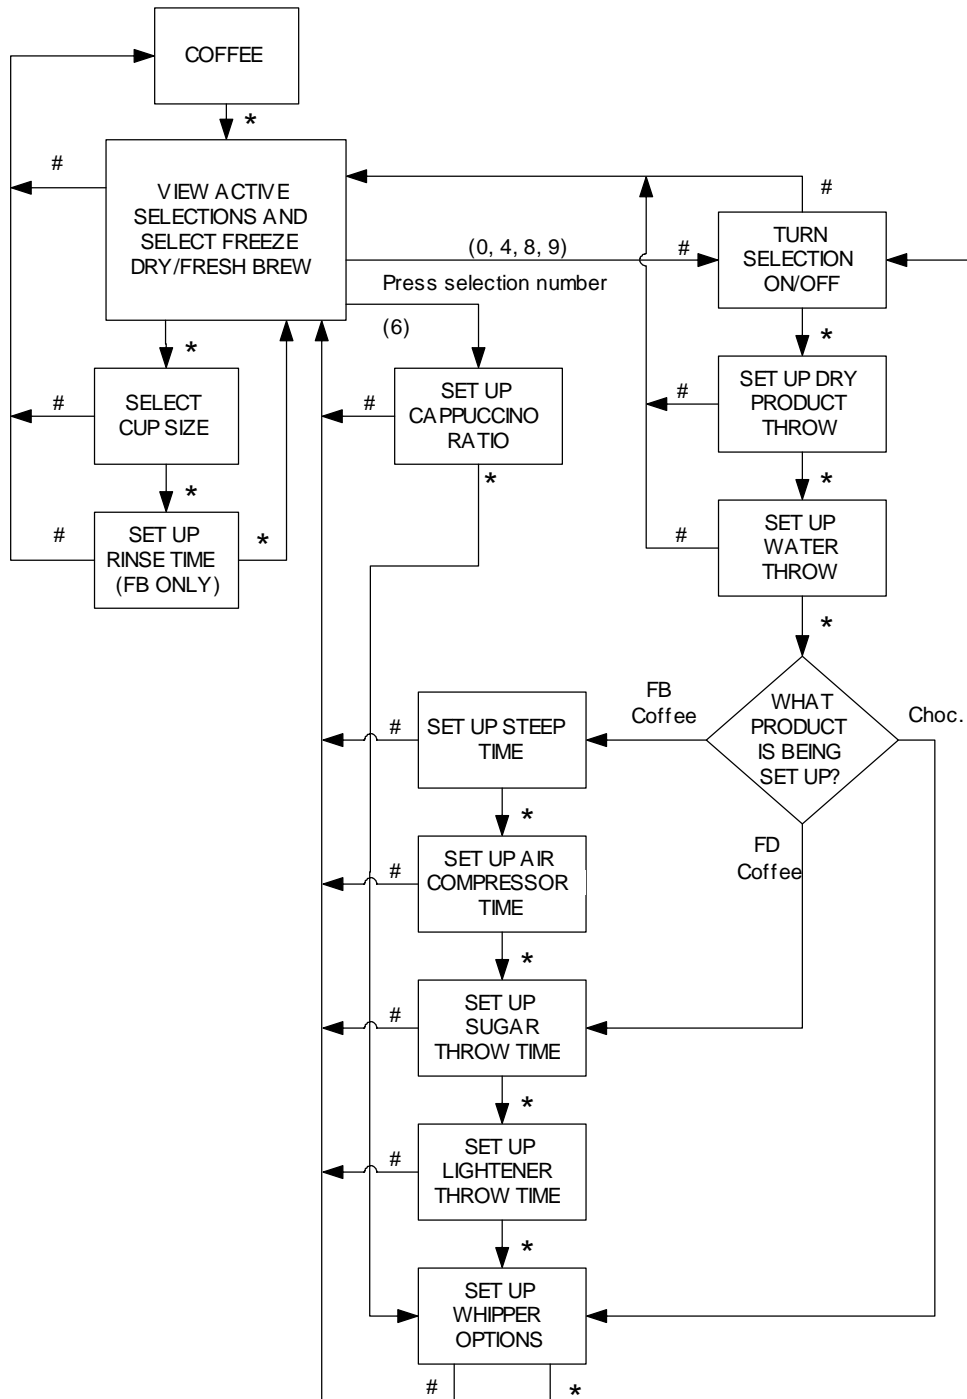 COFFEE
*
#
VIEW ACTIVE
SELECTIONS AND
SELECT FREEZE
DRY/FRESH BREW
#
(0, 4, 8, 9)
#
Press selection number
(6)
TURN
SELECTION
ON/OFF
*
*
#
SELECT
CUP SIZE
#
SET UP
CAPPUCCINO
RATIO
#
SET UP DRY
PRODUCT
THROW
*
*
*
#
SET UP
RINSE TIME
(FB ONLY)
*
#
SET UP
WATER
THROW
*
FB
Coffee
WHAT
PRODUCT
IS BEING
SET UP?
Choc.
#
SET UP STEEP
TIME
*
FD
Coffee
#
SET UP AIR
COMPRESSOR
TIME
*
#
SET UP
SUGAR
THROW TIME
*
#
SET UP
LIGHTENER
THROW TIME
*
SET UP
WHIPPER
OPTIONS
#
*